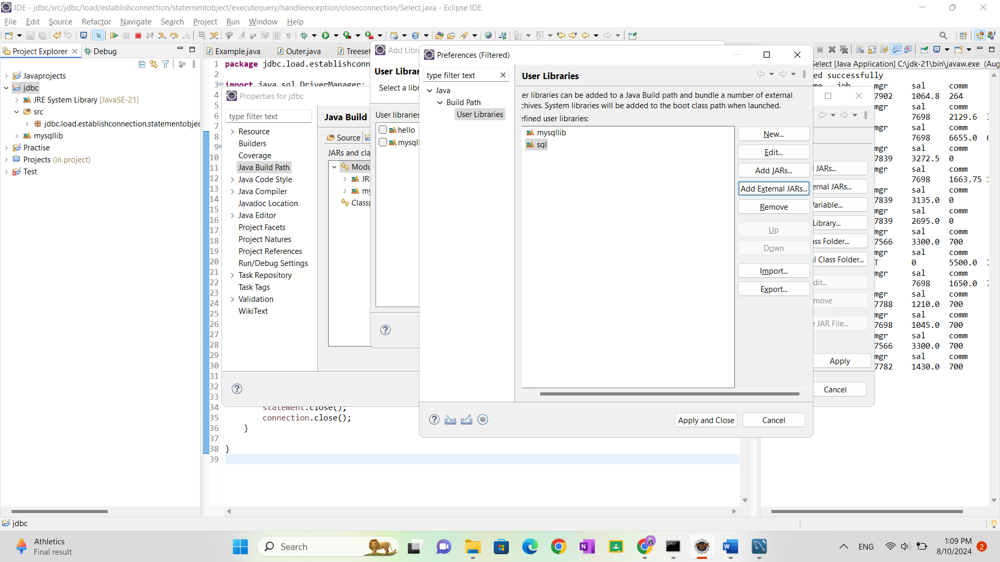 IDE - jdbc/src/jdbc/load/establishconnection/statementobject/executequery/handleexception/closeconnection/Select.java - Eclipse IDE
File Edit Source Refactor Navigate Search Project Run Window Help
Project Explorer
Debug
Javaprojects
jdbc
JRE System Library [JavaSE-21]
src
jdbc.load.establishconnection.statementobjec
mysqllib
Practise
Projects (in project)
Test
Example.java
Outer.java
Treeset
1 package jdbc.load.establishconn
2
3 import java.sql.DriverManager;
4
5
6
7
8
9
10
11
12
13
14
15
16
17
18
19
20
21
22
23
24
25
26
27
28
29
30
31
32
33
34 statement.close();
35 connection.close();
36 }
37
38 }
39
Properties for jdbc
type filter text
Resource
Builders
Coverage
Java Build Path
Java Code Style
Java Compiler
Javadoc Location
Java Editor
Project Facets
Project Natures
Project References
Run/Debug Settings
Task Repository
Task Tags
Validation
WikiText
Java Build
Source
JARs and cla
Modu
JRE
my
Classp
Add Libra
User Librar
Select a libr
User libraries
hello
mysqll
Preferences (Filtered)
type filter text
Java
Build Path
User Libraries
User Libraries
er libraries can be added to a Java Build path and bundle a number of external
chives. System libraries will be added to the boot class path when launched.
efined user libraries:
mysqllib
sql
New...
Edit...
Add JARs...
Add External JARs...
Remove
Up
Down
Import...
Export...
Apply and Close
Cancel
JARs...
ernal JARs...
Variable...
Library...
ass Folder...
l Class Folder...
dit...
move
e JAR File...
Apply
Cancel
Select [Java Application] C:\jdk-21\bin\javaw.exe (Aug
ed successfully
me job mgr sal comm
7902 1064.8 264
mgr sal comm
7698 2129.6 3
mgr sal comm
7698 6655.0 6
mgr sal comm
7839 3272.5 0
mgr sal comm
7698 1663.75 1
mgr sal comm
7839 3135.0 0
mgr sal comm
7839 2695.0 0
mgr sal comm
7566 3300.0 700
mgr sal comm
T 0 5500.0 7
mgr sal comm
7698 1650.0 7
mgr sal comm
7788 1210.0 700
mgr sal comm
7698 1045.0 700
mgr sal comm
7566 3300.0 700
mgr sal comm
7782 1430.0 700
jdbc
Athletics
Final result
Search
ENG
1:09 PM
8/10/2024
2